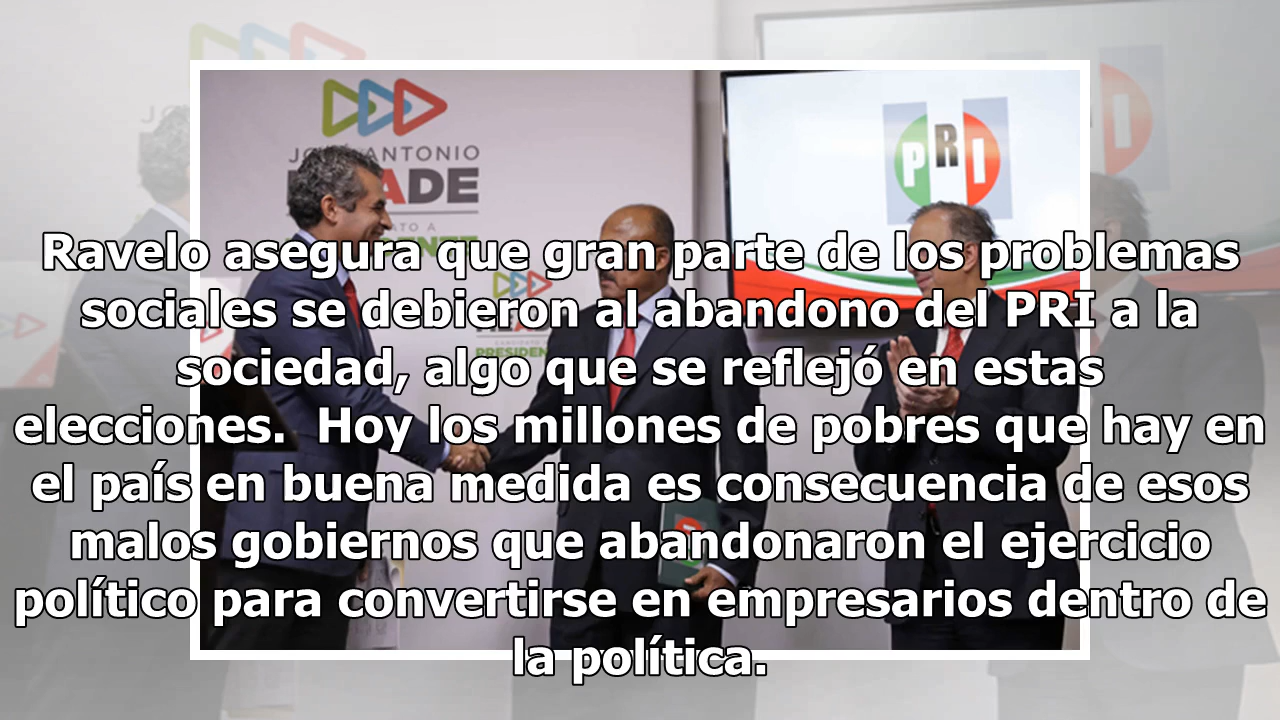 JOSÉ ANTONIO
MEADE
PRI
Ravelo asegura que gran parte de los problemas
sociales se debieron al abandono del PRI a la
sociedad, algo que se reflejó en estas
elecciones.  Hoy los millones de pobres que hay en
el país en buena medida es consecuencia de esos
malos gobiernos que abandonaron el ejercicio
político para convertirse en empresarios dentro de
la política.
CANDIDATO A
PRESIDENT